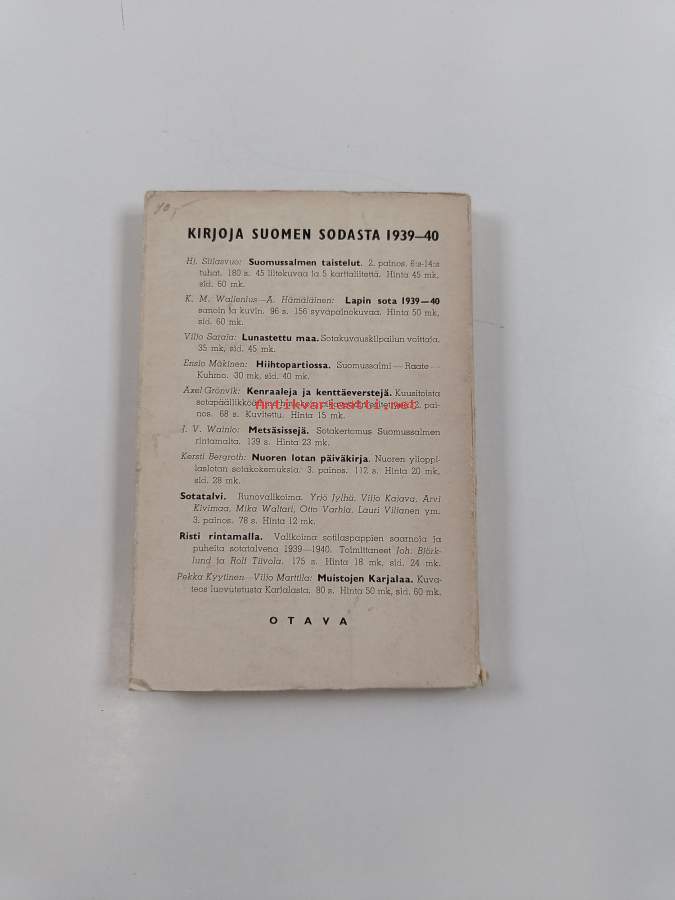 70,-
KIRJOJA SUOMEN SODASTA 1939—40
Hj. Siilasvuo: Suomussalmen taistelut. 2. painos. 6:s-14:s
tuhat. 180 s. 45 liitekuvaa ja 5 karttaliitettä. Hinta 45 mk,
sid. 60 mk.
K. M. Wallenius—A. Hämäläinen: Lapin sota 1939—40
sanoin ja kuvin. 96 s. 156 syväpainokuvaa. Hinta 50 mk,
sid. 60 mk.
Viljo Saraja: Lunastettu maa. Sotakuvauskilpailun voittaja.
35 mk, sid. 45 mk.
Ensio Mäkinen: Hiihtopartiossa. Suomussalmi—Raate—
Kuhmo. 30 mk, sid. 40 mk.
Axel Grönvik: Kenraaleja ja kenttäeverstejä. Kuusitoista
sotapäällikköä 2. pai-
nos. 68 s. Kuvitettu. Hinta 15 mk.
Antikvariaatti.net
J. V. Wainio: Metsäsissejä. Sotakertomus Suomussalmen
rintamalta. 139 s. Hinta 23 mk.
Kersti Bergroth: Nuoren lotan päiväkirja. Nuoren ylioppi-
laslotan sotakokemuksia. 3. painos. 112 s. Hinta 20 mk,
sid. 28 mk.
Sotatalvi. Runovalikoima. Yrjö Jylhä, Viljo Kajava, Arvi
Kivimaa, Mika Waltari, Otto Varhia, Lauri Viljanen ym.
3. painos. 78 s. Hinta 12 mk.
Risti rintamalla. Valikoima sotilaspappien saarnoja ja
puheita sotatalvena 1939—1940. Toimittaneet Joh. Björk-
lund ja Rolf Tiivola. 175 s. Hinta 18 mk, sid. 24 mk.
Pekka Kyytinen—Viljo Marttila: Muistojen Karjalaa. Kuva-
teos luovutetusta Karjalasta. 80 s. Hinta 50 mk, sid. 60 mk.
OTAVA